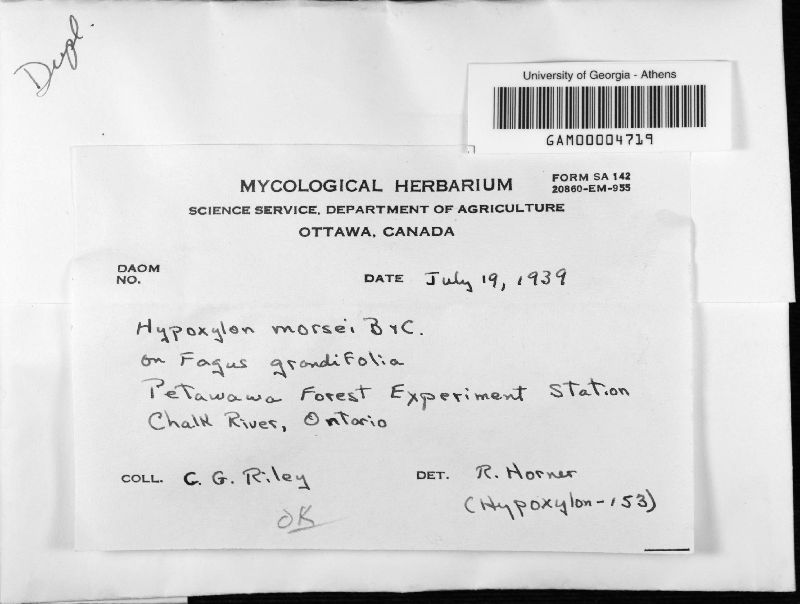 Dupl.
University of Georgia - Athens
GAM00004719
MYCOLOGICAL HERBARIUM
FORM SA 142
20860-EM-955
SCIENCE SERVICE, DEPARTMENT OF AGRICULTURE
OTTAWA, CANADA
DAOM
NO.
DATE July 19, 1939
Hypoxylon morsei B & C.
on Fagus grandifolia
Petawawa Forest Experiment Station
Chalk River, Ontario
COLL. C. G. Riley
DET. R. Horner
(Hypoxylon-153)
OK